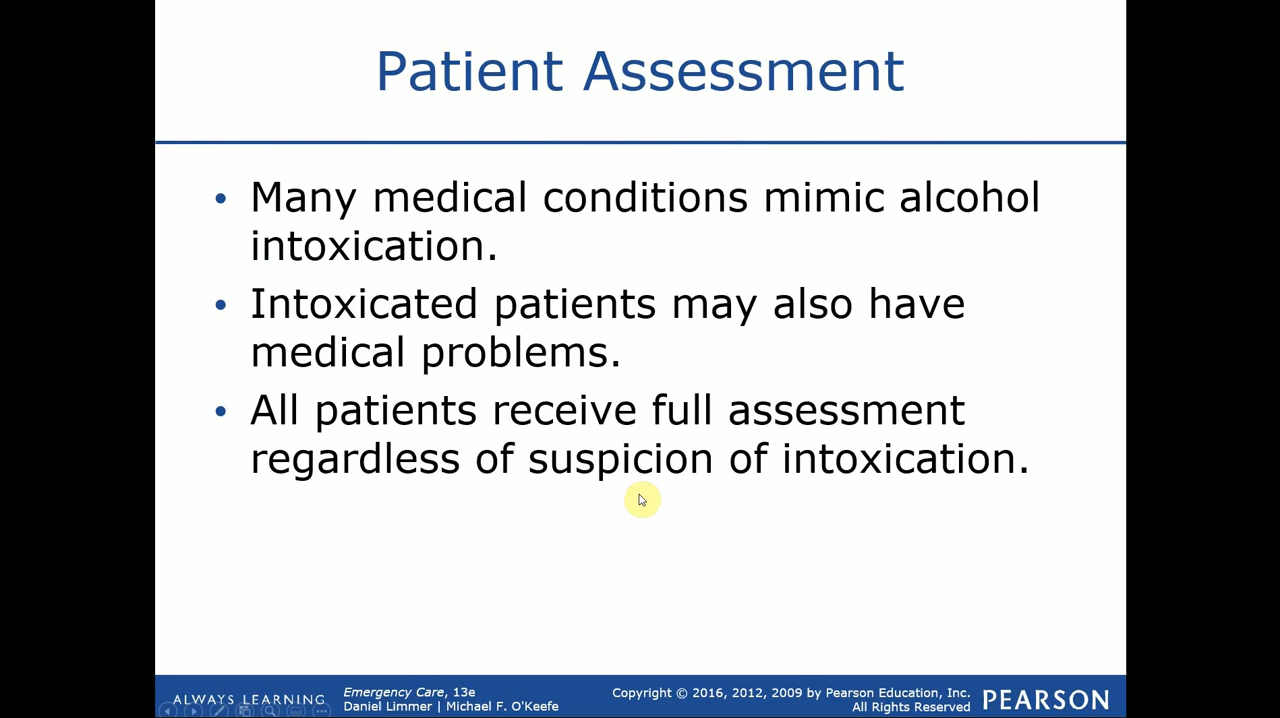 Patient Assessment
• Many medical conditions mimic alcohol
intoxication.
• Intoxicated patients may also have
medical problems.
• All patients receive full assessment
regardless of suspicion of intoxication.
ALWAYS LEARNING
Emergency Care, 13e
Daniel Limmer | Michael F. O'Keefe
Copyright © 2016, 2012, 2009 by Pearson Education, Inc.
All Rights Reserved
PEARSON